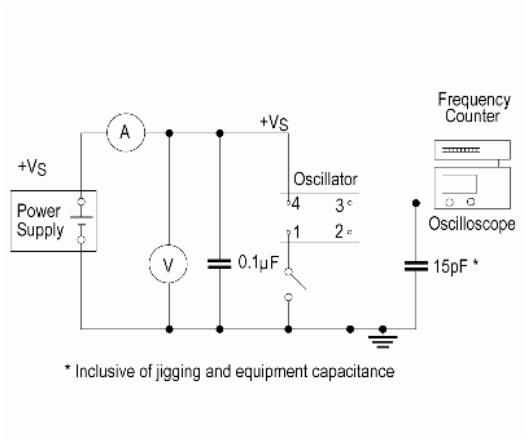 Frequency
Counter
+VS
A
+VS
Oscillator
4 3
Power
Supply
Oscilloscope
1 2
V
0.1µF
15pF *
* Inclusive of jigging and equipment capacitance